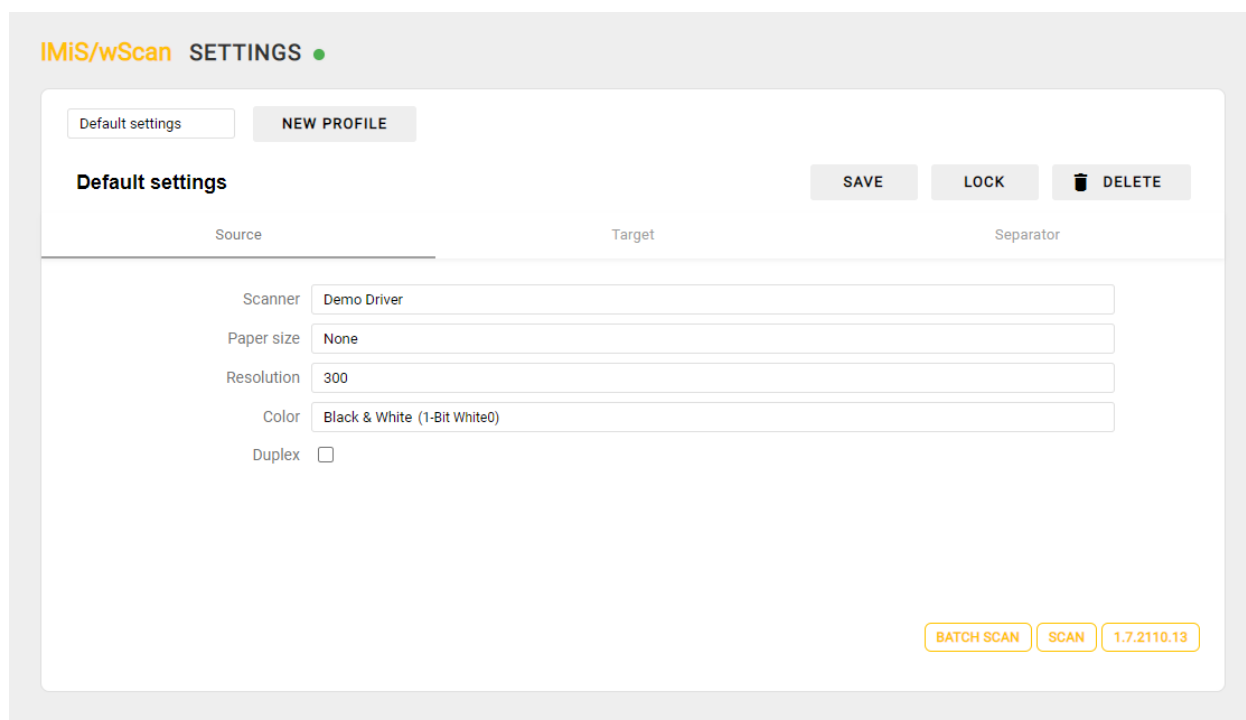 IMiS/wScan SETTINGS
Default settings NEW PROFILE
Default settings SAVE LOCK DELETE
Source Target Separator
Scanner Demo Driver
Paper size None
Resolution 300
Color Black & White (1-Bit White0)
Duplex
BATCH SCAN SCAN 1.7.2110.13